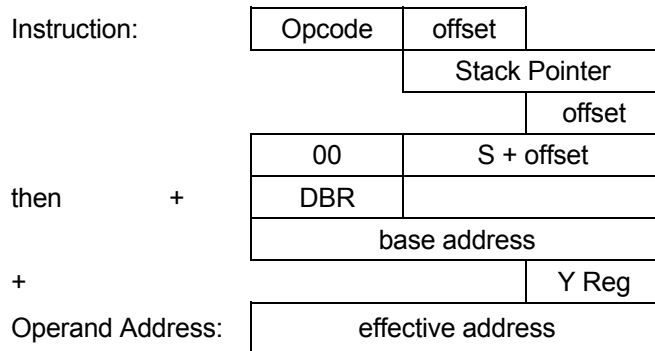 Instruction: Opcode offset
Stack Pointer
offset
00 S + offset
then + DBR
base address
+ Y Reg
Operand Address: effective address